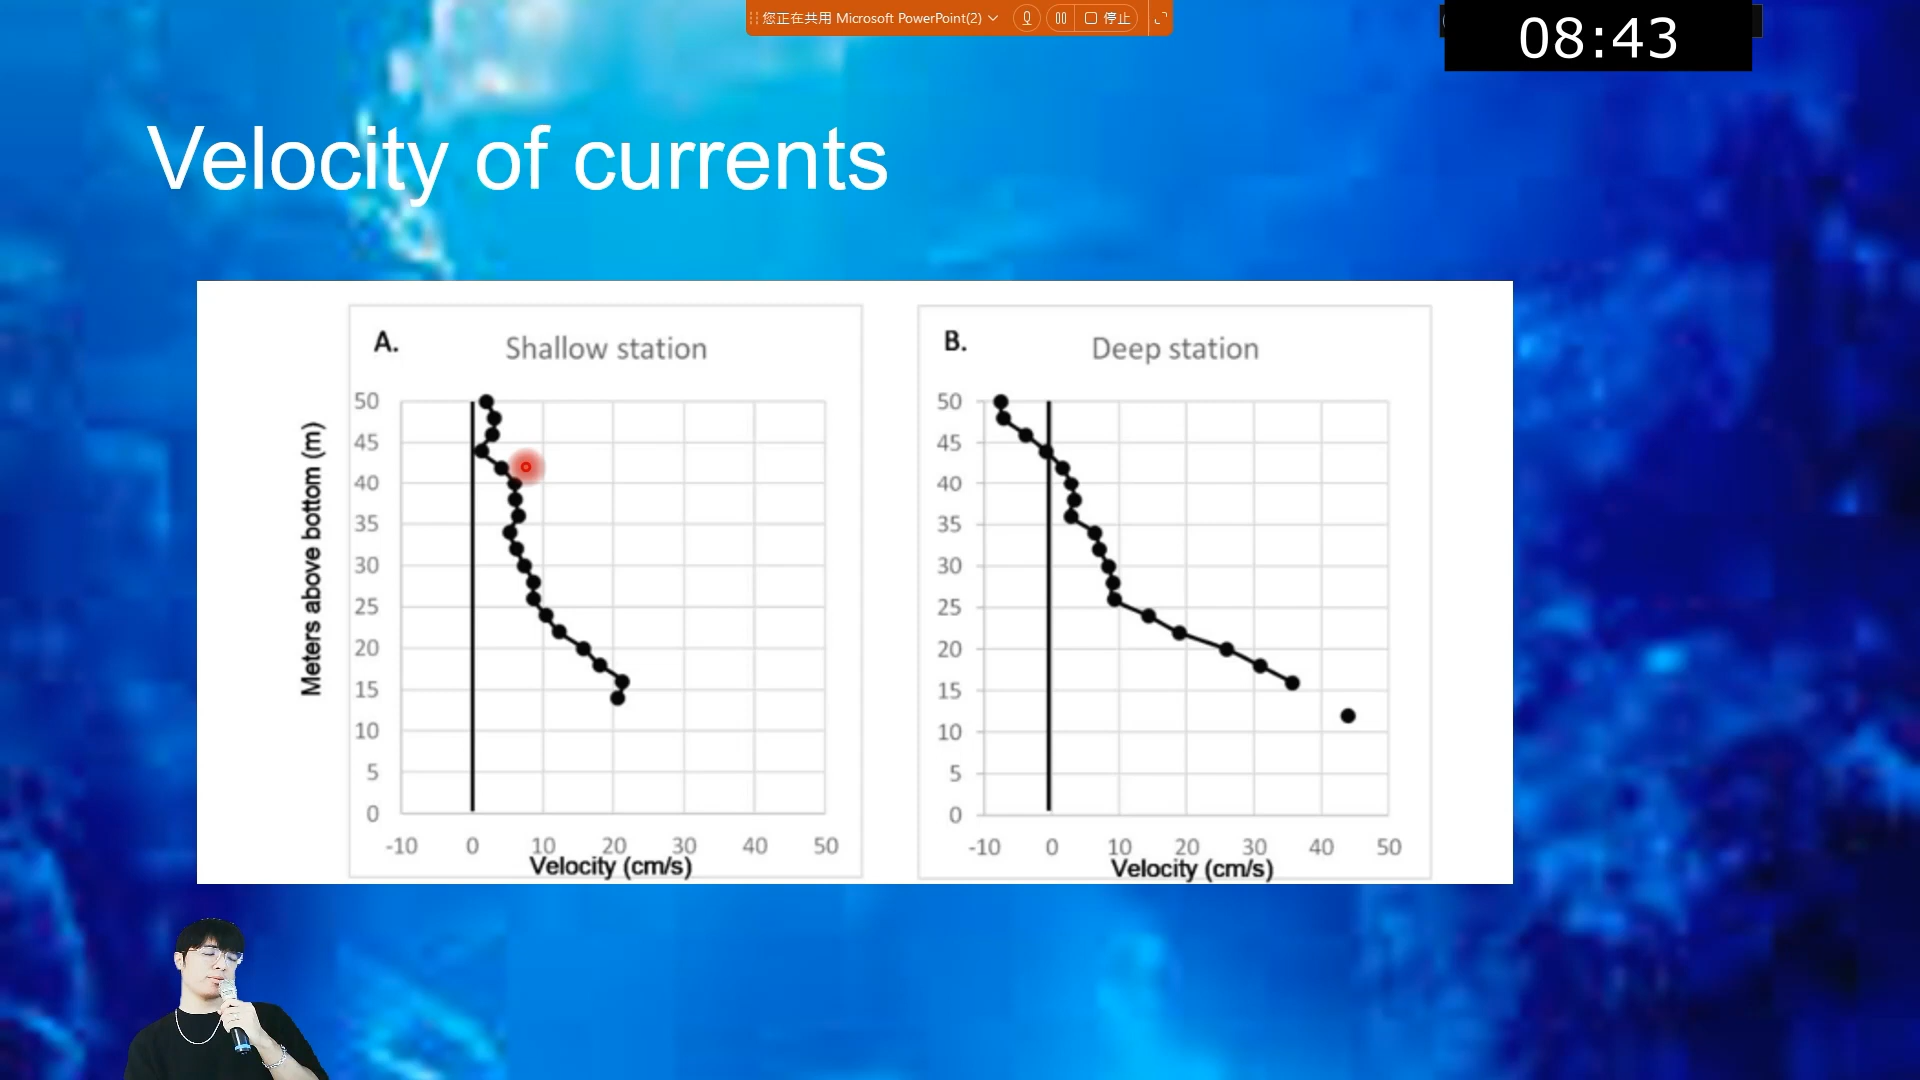 您正在共用 Microsoft PowerPoint(2)
停止
08:43
Velocity of currents
A.
Shallow station
Meters above bottom (m)
50
45
40
35
30
25
20
15
10
5
0
-10 0 10 20 30 40 50
Velocity (cm/s)
B.
Deep station
50
45
40
35
30
25
20
15
10
5
0
-10 0 10 20 30 40 50
Velocity (cm/s)